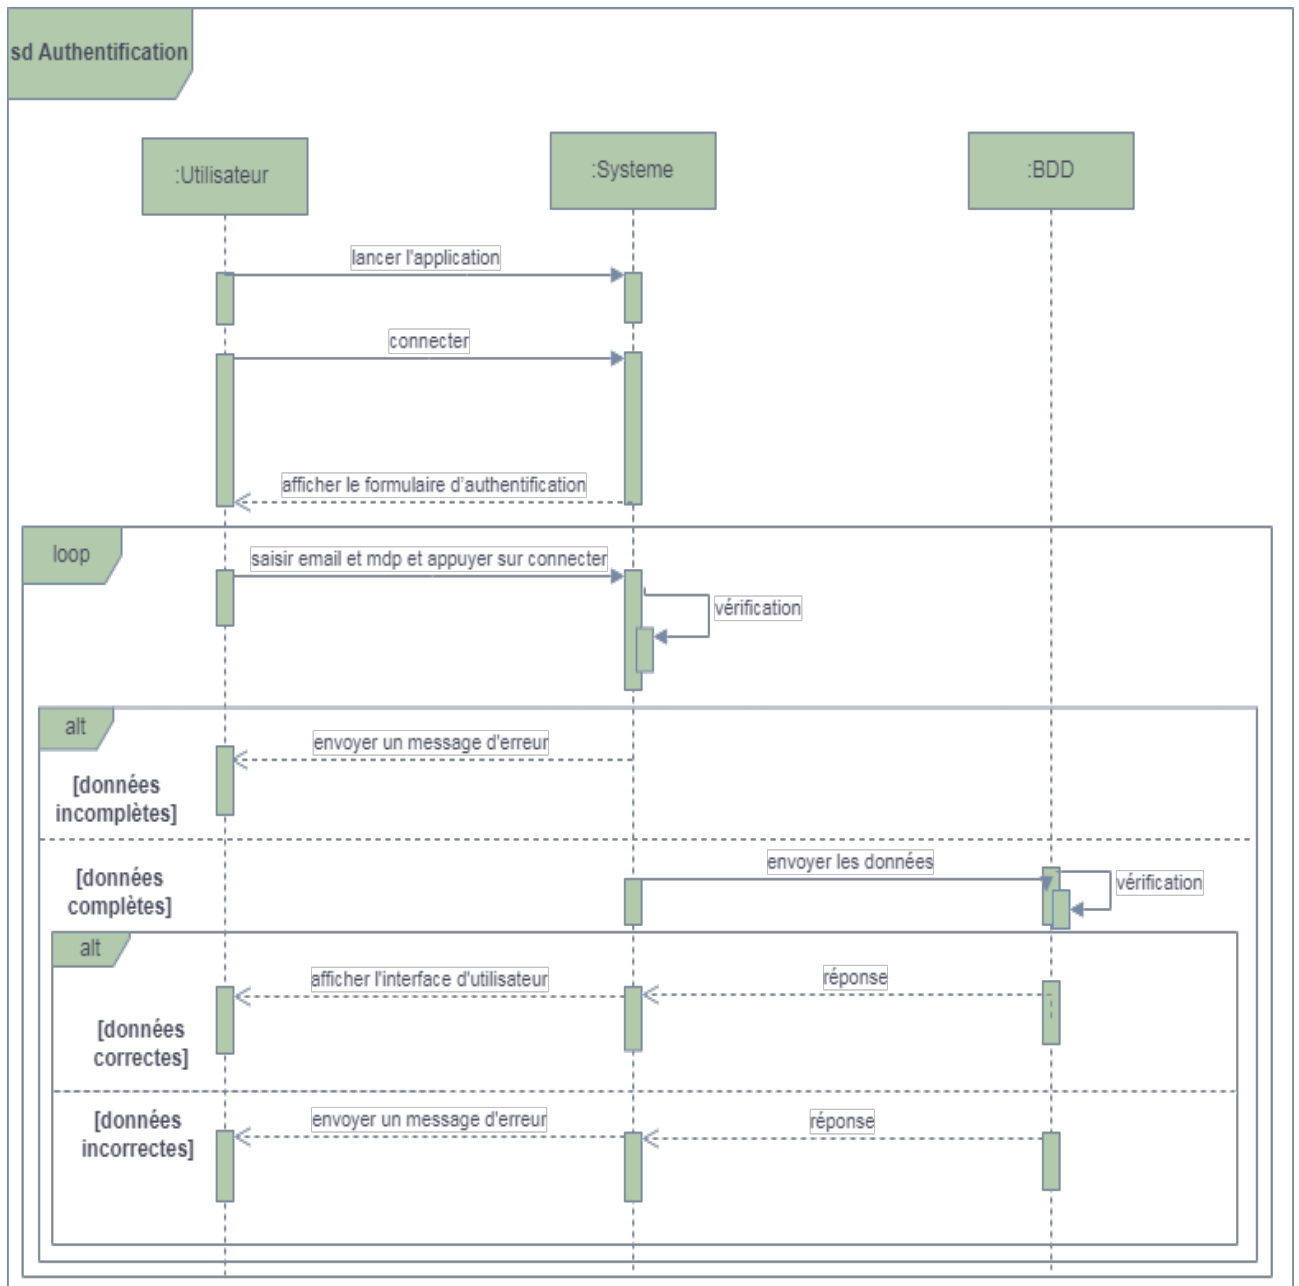 sd Authentification
:Utilisateur
:Systeme
:BDD
lancer l'application
connecter
afficher le formulaire d'authentification
loop
saisir email et mdp et appuyer sur connecter
vérification
alt
envoyer un message d'erreur
[données
incomplètes]
envoyer les données
[données
complètes]
vérification
alt
afficher l'interface d'utilisateur
réponse
[données
correctes]
envoyer un message d'erreur
réponse
[données
incorrectes]